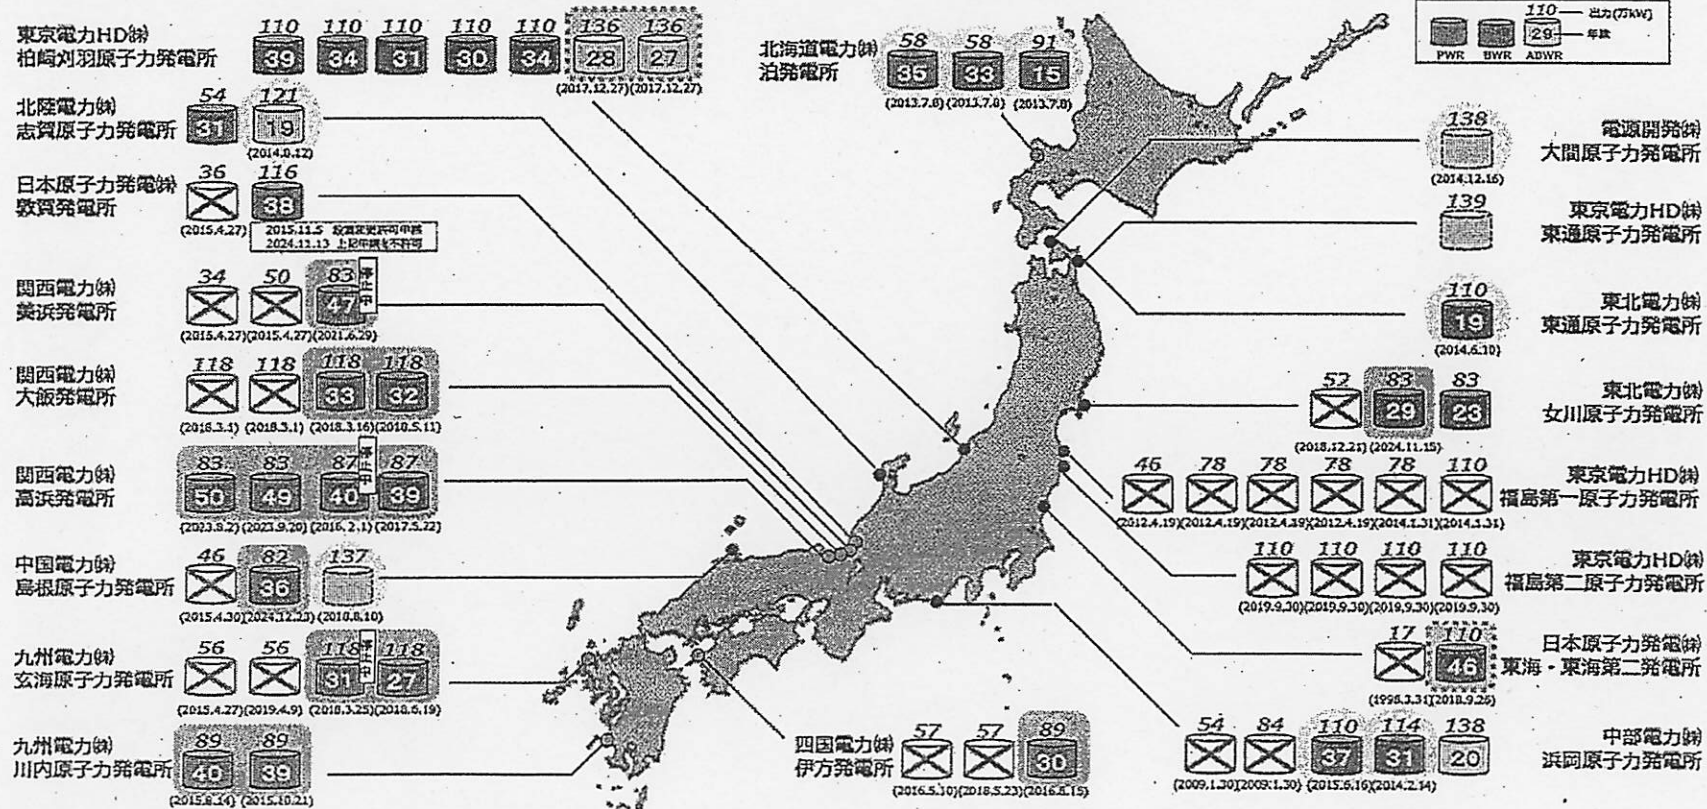 東京電力HD㈱
柏崎刈羽原子力発電所
110 110 110 110 110 136 136
39 34 31 30 34 28 27
(2017.12.27)(2017.12.27)
北陸電力㈱
志賀原子力発電所
54 121
31 19
日本原子力発電㈱
敦賀発電所
36 116
38
(2015.4.27)
2015.11.5
2024.11.13
関西電力㈱
美浜発電所
34 50 83
停止中
47
(2015.4.27)(2015.4.27)(2021.6.29)
関西電力㈱
大飯発電所
118 118 118 118
33 32
(2018.3.1) (2018.3.1) (2018.3.16)(2018.5.11)
関西電力㈱
高浜発電所
83 83 87 87
停止中
50 49 40 39
(2023.8.2) (2023.9.20) (2016.2.1) (2017.5.22)
中国電力㈱
島根原子力発電所
46 82 137
36
(2015.4.30)(2024.12.23) (2018.8.10)
九州電力㈱
玄海原子力発電所
56 56 118 118
停止中
31 27
(2015.4.27) (2019.4.9) (2018.3.25)(2018.6.19)
九州電力㈱
川内原子力発電所
89 89
40 39
(2015.8.14) (2015.10.21)
北海道電力㈱
泊発電所
58 58 91
35 33 15
(2013.7.8) (2013.7.8) (2013.7.8)
110 出力(万kW)
29 年数
PWR BWR ABWR
電源開発㈱
大間原子力発電所
138
(2014.12.16)
東京電力HD㈱
東通原子力発電所
139
東北電力㈱
東通原子力発電所
110
19
(2014.6.10)
東北電力㈱
女川原子力発電所
52 83 83
29 23
(2018.12.21) (2024.11.15)
東京電力HD㈱
福島第一原子力発電所
46 78 78 78 78 110
(2012.4.19)(2012.4.19)(2012.4.19)(2012.4.19)(2014.1.31)(2014.1.31)
東京電力HD㈱
福島第二原子力発電所
110 110 110 110
(2019.9.30)(2019.9.30)(2019.9.30)(2019.9.30)
日本原子力発電㈱
東海・東海第二発電所
17 110
46
(1998.3.31)(2018.9.26)
中部電力㈱
浜岡原子力発電所
54 84 110 114 138
37 31 20
(2009.1.30)(2009.1.30) (2015.6.16)(2014.2.14)
四国電力㈱
伊方発電所
57 57 89
30
(2016.5.10)(2018.5.23)(2016.8.15)